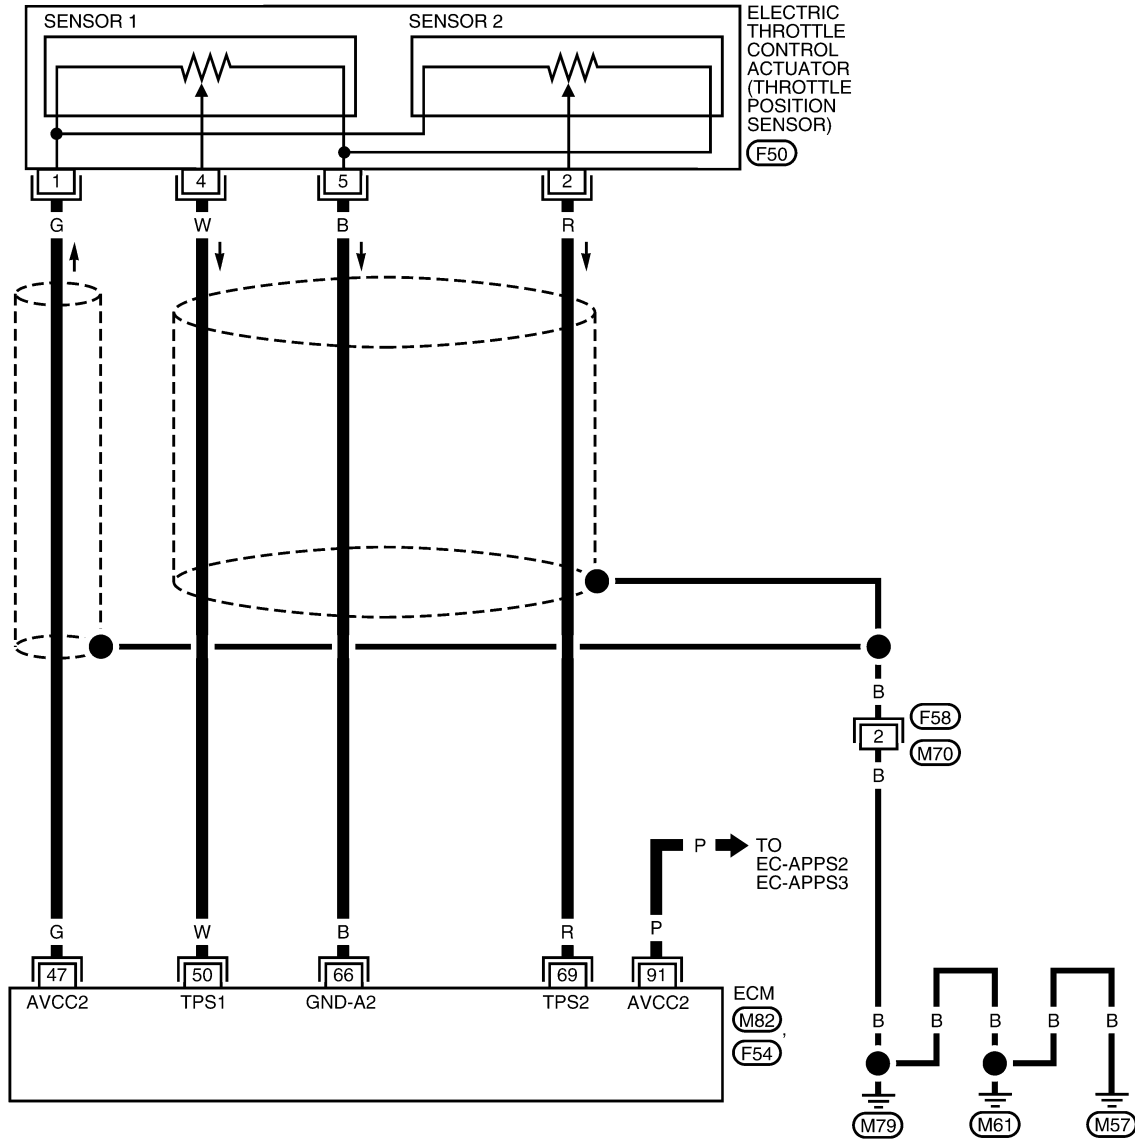 SENSOR 1
SENSOR 2
ELECTRIC
THROTTLE
CONTROL
ACTUATOR
(THROTTLE
POSITION
SENSOR)
F50
1
4
5
2
G
W
B
R
B
F58
2
M70
B
P
TO
EC-APPS2
EC-APPS3
G
W
B
R
P
47
50
66
69
91
AVCC2
TPS1
GND-A2
TPS2
AVCC2
ECM
M82
,
F54
B
B
B
B
B
M79
M61
M57